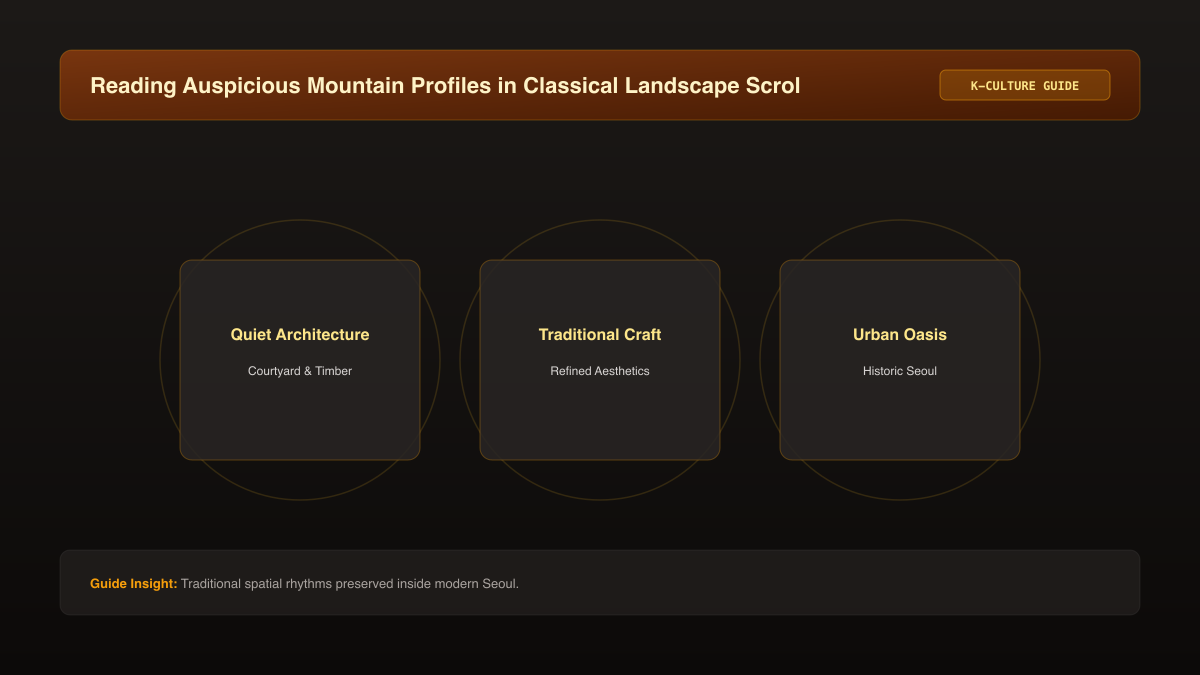 Reading Auspicious Mountain Profiles in Classical Landscape Scrol
K–CULTURE GUIDE
Quiet Architecture
Courtyard & Timber
Traditional Craft
Refined Aesthetics
Urban Oasis
Historic Seoul
Guide Insight: Traditional spatial rhythms preserved inside modern Seoul.